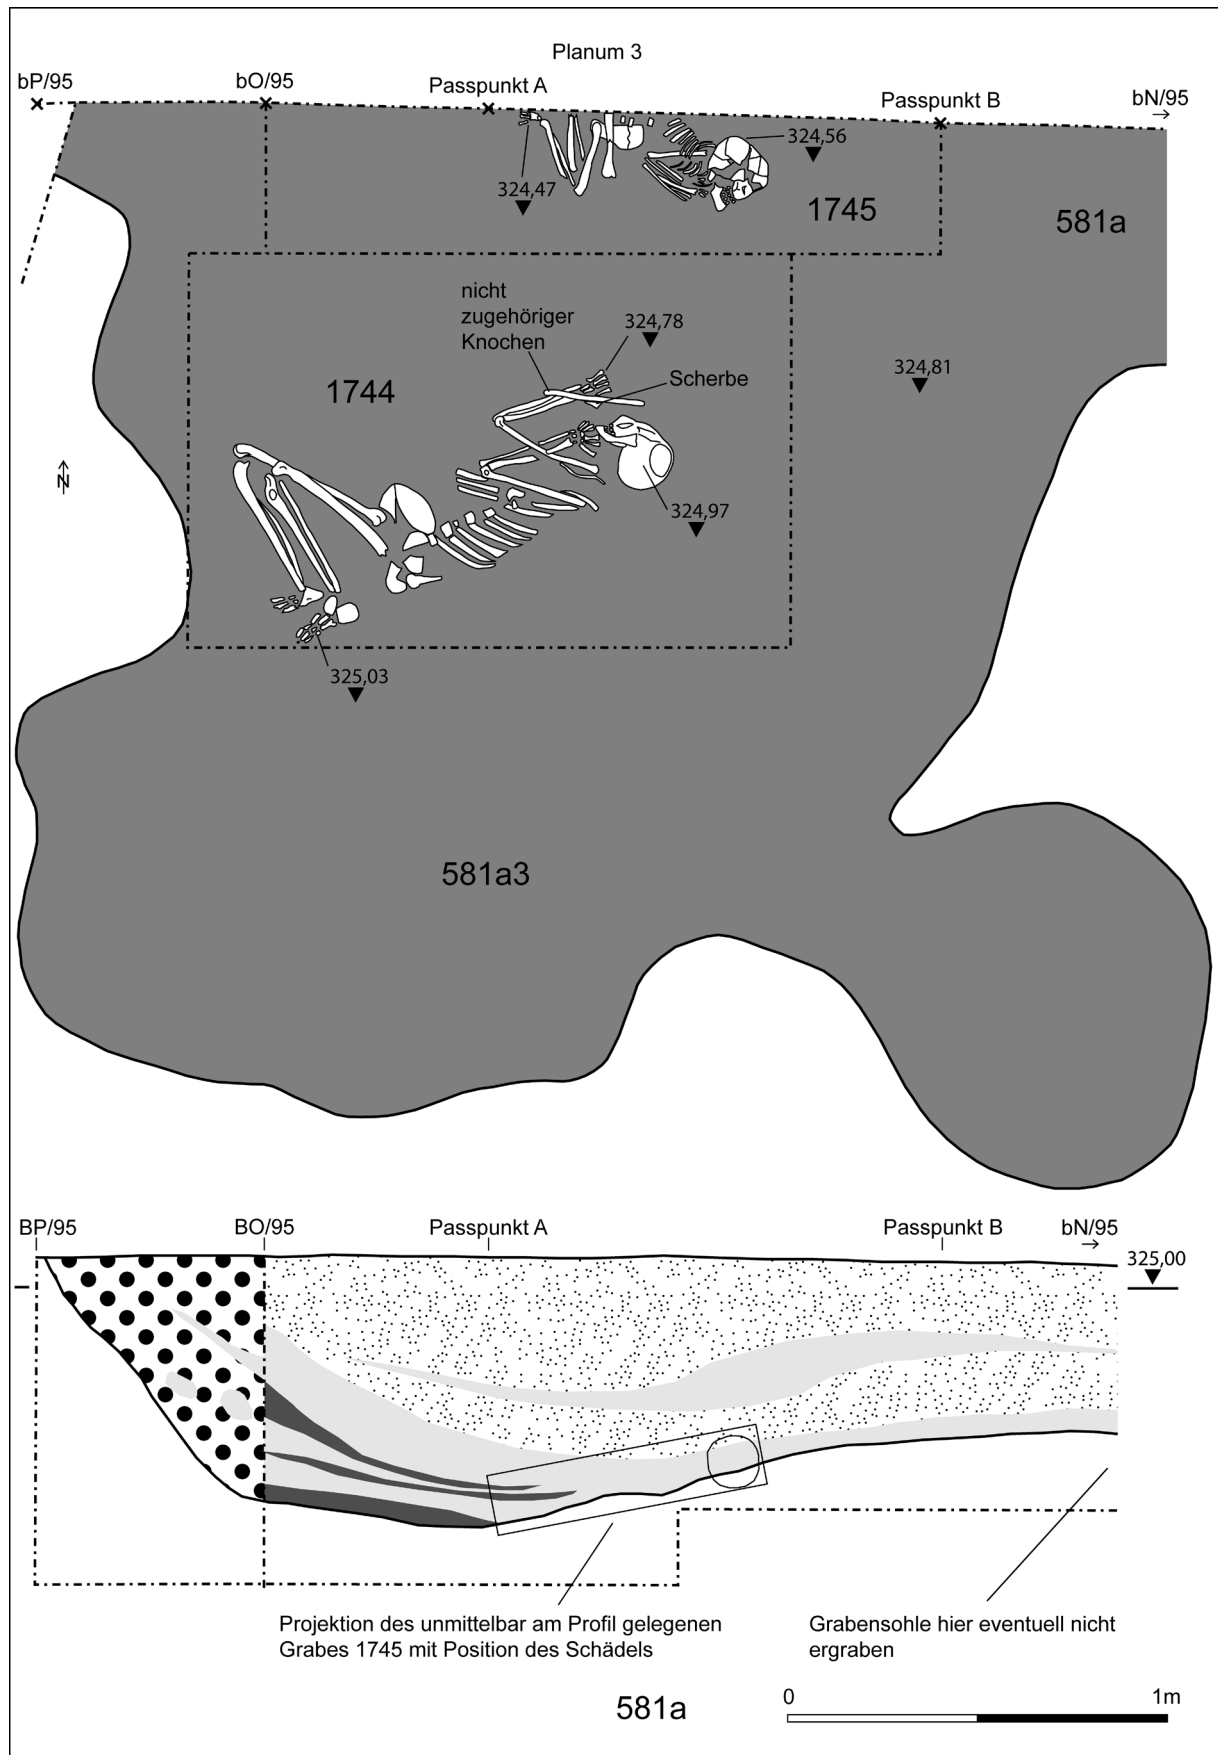 Planum 3
bP/95
bO/95
Passpunkt A
Passpunkt B
bN/95
324,56
324,47
1745
581a
nicht
zugehöriger
Knochen
324,78
Scherbe
324,81
1744
N
324,97
325,03
581a3
BP/95
BO/95
Passpunkt A
Passpunkt B
bN/95
325,00
Projektion des unmittelbar am Profil gelegenen
Grabes 1745 mit Position des Schädels
Grabensohle hier eventuell nicht
ergraben
581a
0
1m